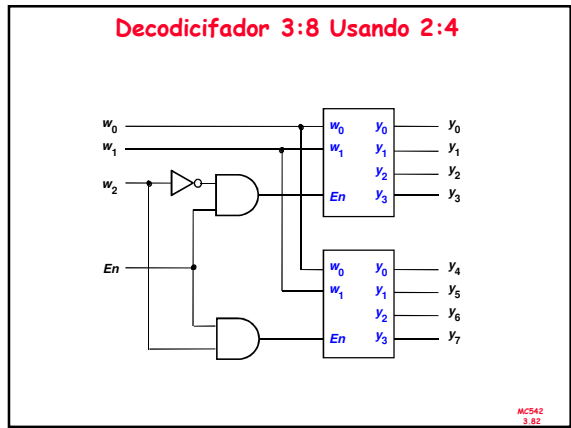 Decodicifador 3:8 Usando 2:4
w0 w0 y0 y0
w1 w1 y1 y1
y2 y2
w2 En y3 y3
En w0 y0 y4
w1 y1 y5
y2 y6
En y3 y7
MC542
3.82